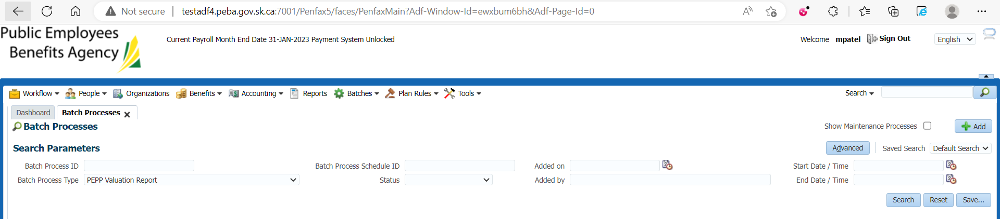 Not secure testadf4.peba.gov.sk.ca:7001/Penfax5/faces/PenfaxMain?Adf-Window-Id=ewxbum6bh&Adf-Page-Id=0
Public Employees
Benefits Agency
Current Payroll Month End Date 31-JAN-2023 Payment System Unlocked
Welcome mpatel Sign Out English
Workflow People Organizations Benefits Accounting Reports Batches Plan Rules Tools Search
Dashboard Batch Processes
Batch Processes Show Maintenance Processes Add
Search Parameters Advanced Saved Search Default Search
Batch Process ID Batch Process Schedule ID Added on Start Date / Time
Batch Process Type PEPP Valuation Report Status Added by End Date / Time
Search Reset Save...